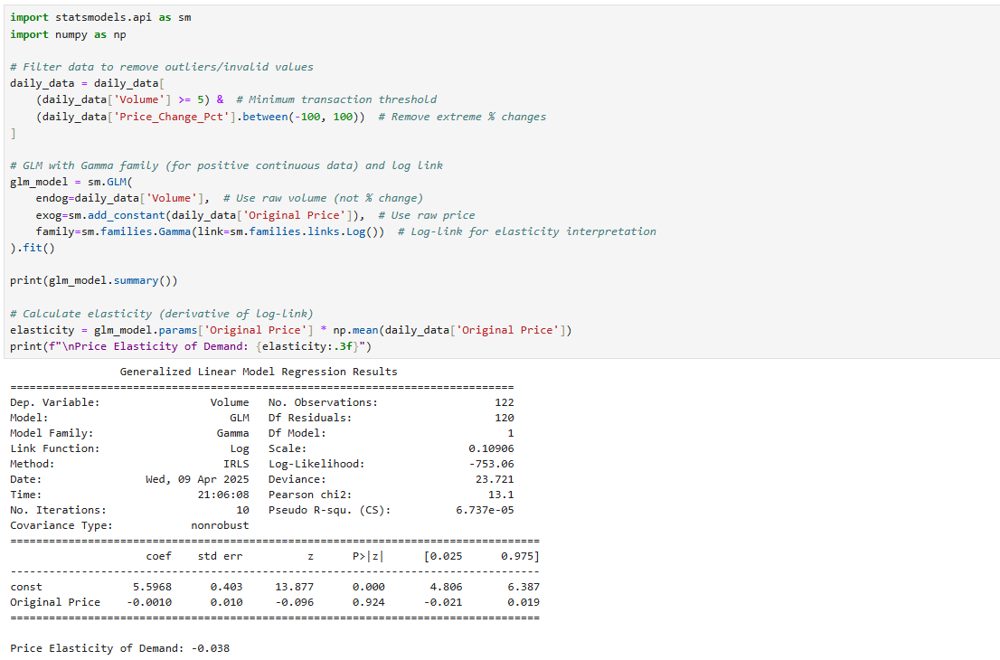 import statsmodels.api as sm
import numpy as np
# Filter data to remove outliers/invalid values
daily_data = daily_data[
(daily_data['Volume'] >= 5) & # Minimum transaction threshold
(daily_data['Price_Change_Pct'].between(-100, 100)) # Remove extreme % changes
]
# GLM with Gamma family (for positive continuous data) and log link
glm_model = sm.GLM(
endog=daily_data['Volume'], # Use raw volume (not % change)
exog=sm.add_constant(daily_data['Original Price']), # Use raw price
family=sm.families.Gamma(link=sm.families.links.Log()) # Log-link for elasticity interpretation
).fit()
print(glm_model.summary())
# Calculate elasticity (derivative of log-link)
elasticity = glm_model.params['Original Price'] * np.mean(daily_data['Original Price'])
print(f"\nPrice Elasticity of Demand: {elasticity:.3f}")
Generalized Linear Model Regression Results
==============================================================================
Dep. Variable: Volume No. Observations: 122
Model: GLM Df Residuals: 120
Model Family: Gamma Df Model: 1
Link Function: Log Scale: 0.10906
Method: IRLS Log-Likelihood: -753.06
Date: Wed, 09 Apr 2025 Deviance: 23.721
Time: 21:06:08 Pearson chi2: 13.1
No. Iterations: 10 Pseudo R-squ. (CS): 6.737e-05
Covariance Type: nonrobust
==================================================================================
coef std err z P>|z| [0.025 0.975]
----------------------------------------------------------------------------------
const 5.5968 0.403 13.877 0.000 4.806 6.387
Original Price -0.0010 0.010 -0.096 0.924 -0.021 0.019
==================================================================================
Price Elasticity of Demand: -0.038